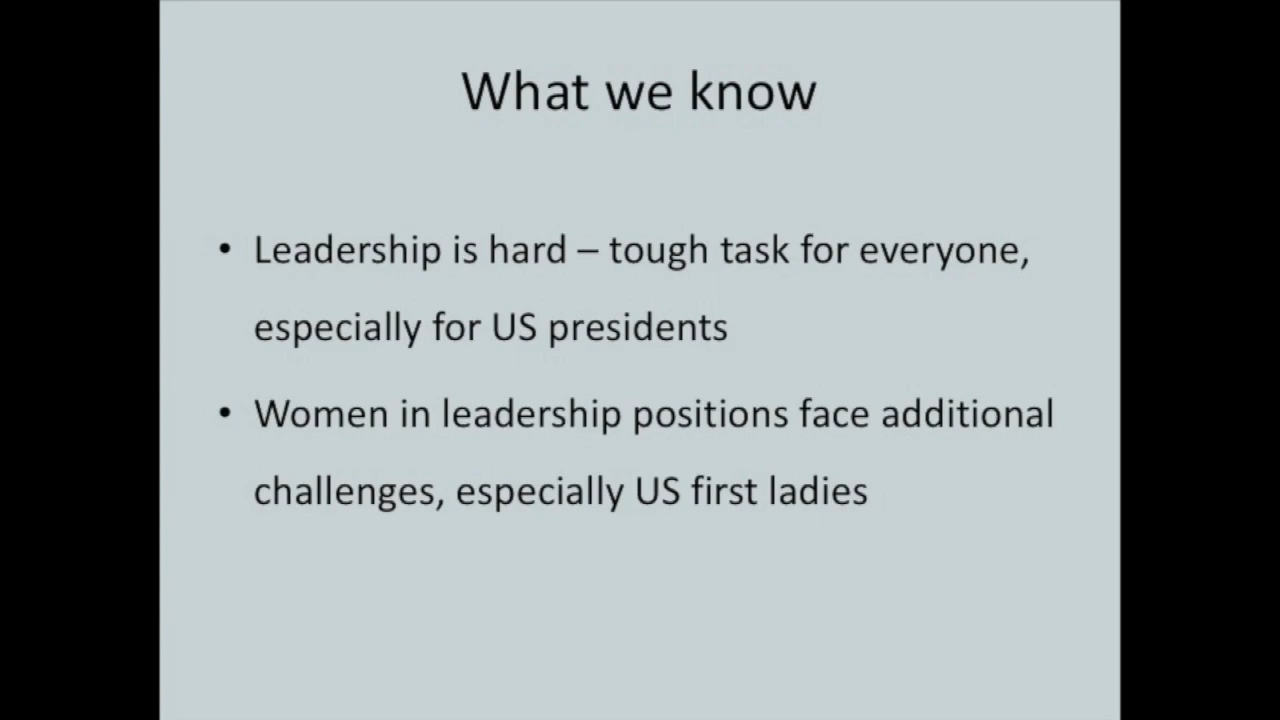 What we know
• Leadership is hard – tough task for everyone,
especially for US presidents
• Women in leadership positions face additional
challenges, especially US first ladies